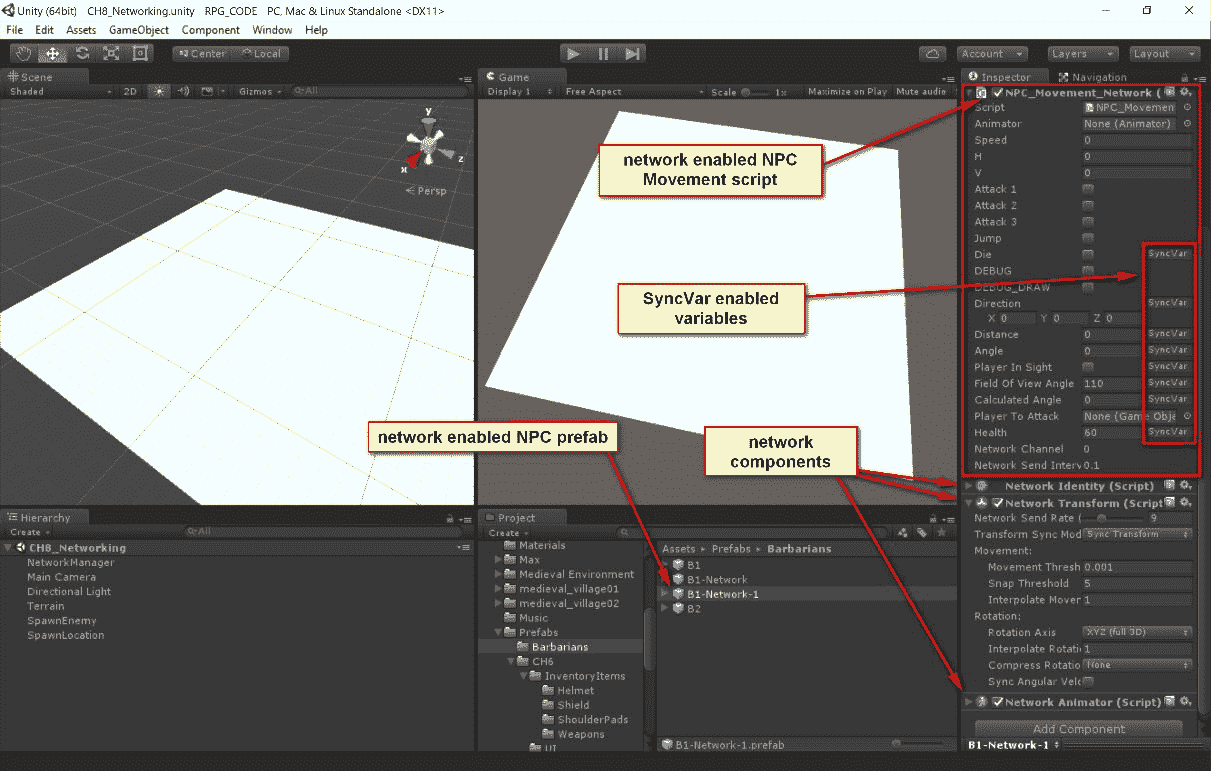 Unity (64bit) CH8_Networking.unity RPG_CODE PC, Mac & Linux Standalone <DX11>
File Edit Assets GameObject Component Window Help
Center Local
Account Layers Layout
Scene
Shaded 2D Gizmos All
y
z
x
Persp
Game
Display 1 Free Aspect Scale 1x Maximize on Play Mute audio
network enabled NPC
Movement script
SyncVar enabled
variables
network enabled NPC prefab
network
components
Inspector Navigation
NPC_Movement_Network (
Script NPC_Movemen
Animator None (Animator)
Speed 0
H 0
V 0
Attack 1
Attack 2
Attack 3
Jump
Die SyncVar
DEBUG
DEBUG_DRAW
Direction SyncVar
X 0 Y 0 Z 0
Distance 0 SyncVar
Angle 0 SyncVar
Player In Sight SyncVar
Field Of View Angle 110 SyncVar
Calculated Angle 0 SyncVar
Player To Attack None (Game Obje
Health 60 SyncVar
Network Channel 0
Network Send Interv 0.1
Network Identity (Script)
Network Transform (Script
Network Send Rate ( 9
Transform Sync Mod Sync Transform
Movement:
Movement Thresh 0.001
Snap Threshold 5
Interpolate Mover 1
Rotation:
Rotation Axis XYZ (full 3D)
Interpolate Rotati 1
Compress Rotatio None
Sync Angular Velo
Network Animator (Script)
Add Component
B1-Network-1
Hierarchy
Create All
CH8_Networking
NetworkManager
Main Camera
Directional Light
Terrain
SpawnEnemy
SpawnLocation
Project
Create
Materials
Max
Medieval Environment
medieval_village01
medieval_village02
Music
Prefabs
Barbarians
CH6
InventoryItems
Helmet
Shield
ShoulderPads
Weapons
UI
Assets Prefabs Barbarians
B1
B1-Network
B1-Network-1
B2
B1-Network-1.prefab